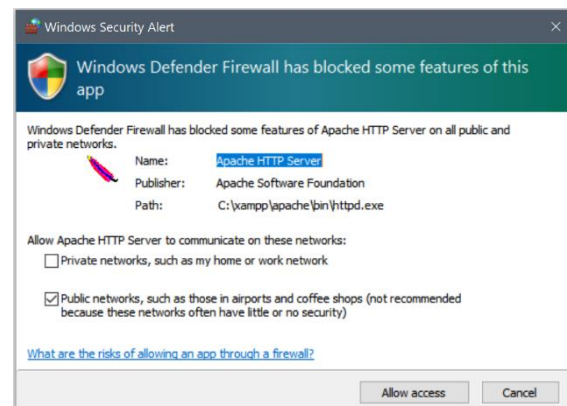 Windows Security Alert
Windows Defender Firewall has blocked some features of this
app
Windows Defender Firewall has blocked some features of Apache HTTP Server on all public and
private networks.
Name: Apache HTTP Server
Publisher: Apache Software Foundation
Path: C:\xampp\apache\bin\httpd.exe
Allow Apache HTTP Server to communicate on these networks:
Private networks, such as my home or work network
Public networks, such as those in airports and coffee shops (not recommended
because these networks often have little or no security)
What are the risks of allowing an app through a firewall?
Allow access Cancel